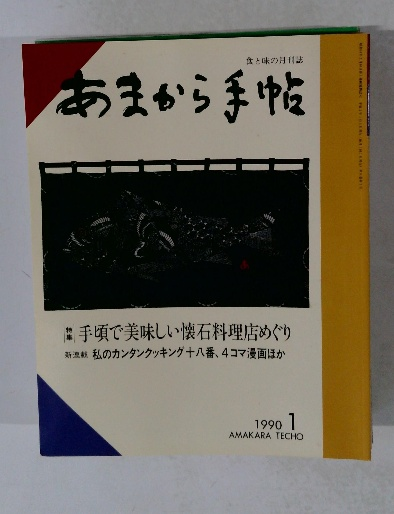 食と味の月刊誌
あまから手帖
特集 手頃で美味しい懐石料理店めぐり
新連載 私のカンタンクッキング十八番、4コマ漫画ほか
1990 1
AMAKARA TECHO